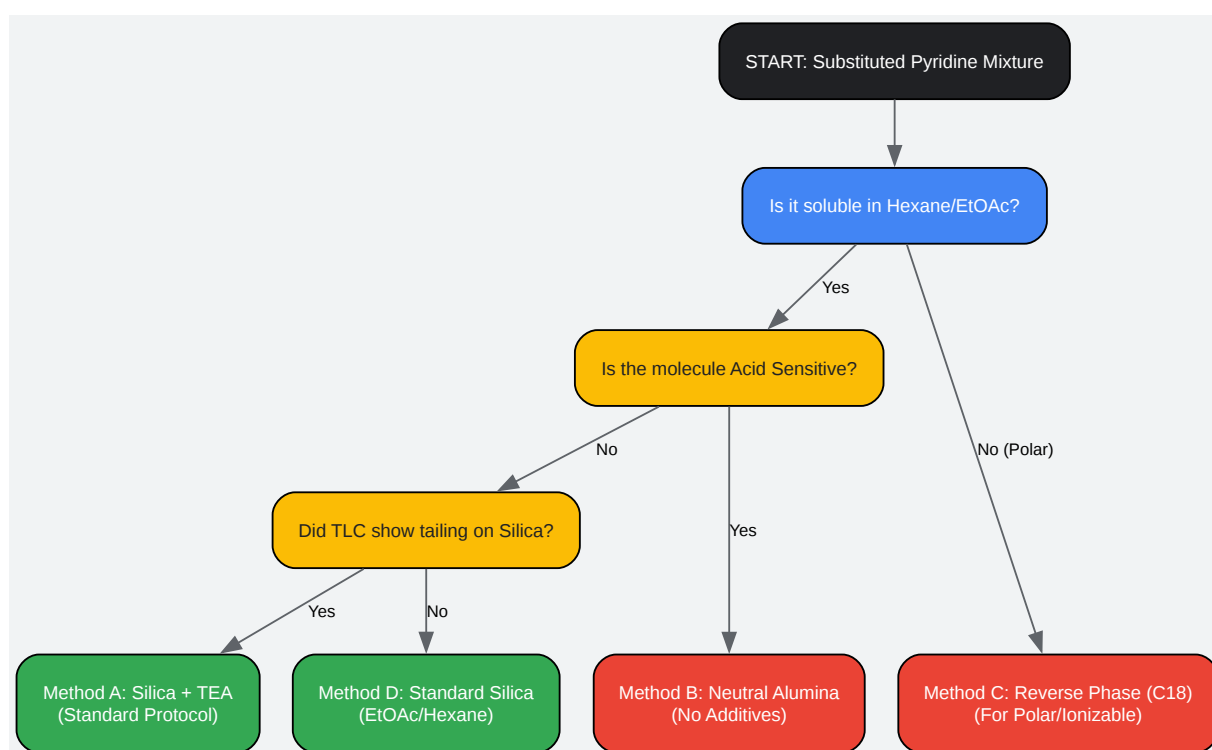 START: Substituted Pyridine Mixture
Is it soluble in Hexane/EtOAc?
Yes
Is the molecule Acid Sensitive?
No
No (Polar)
Did TLC show tailing on Silica?
Yes
Yes
No
Method A: Silica + TEA
(Standard Protocol)
Method D: Standard Silica
(EtOAc/Hexane)
Method B: Neutral Alumina
(No Additives)
Method C: Reverse Phase (C18)
(For Polar/Ionizable)